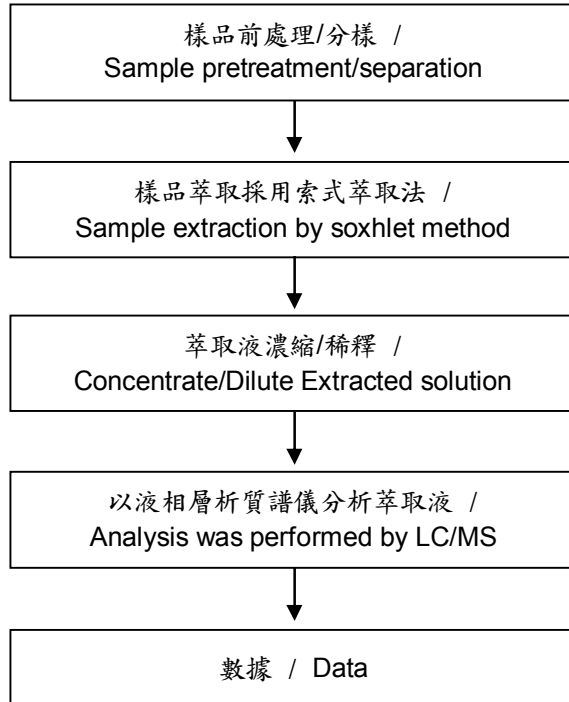 樣品前處理/分樣 /
Sample pretreatment/separation
樣品萃取採用索式萃取法 /
Sample extraction by soxhlet method
萃取液濃縮/稀釋 /
Concentrate/Dilute Extracted solution
以液相層析質譜儀分析萃取液 /
Analysis was performed by LC/MS
數據 / Data